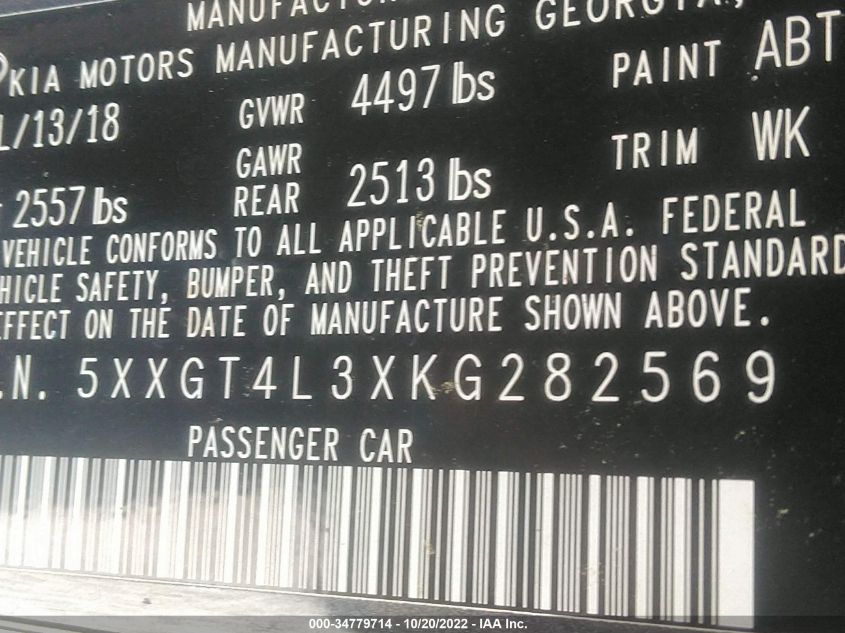 MANUFACTUR
KIA MOTORS MANUFACTURING GEORGIA,
/13/18 GVWR 4497 lbs PAINT ABT
GAWR
2557 lbs REAR 2513 lbs TRIM WK
VEHICLE CONFORMS TO ALL APPLICABLE U.S.A. FEDERAL
HICLE SAFETY, BUMPER, AND THEFT PREVENTION STANDARD
EFFECT ON THE DATE OF MANUFACTURE SHOWN ABOVE.
.N. 5XXGT4L3XKG282569
PASSENGER CAR
000-34779714 - 10/20/2022 - IAA Inc.